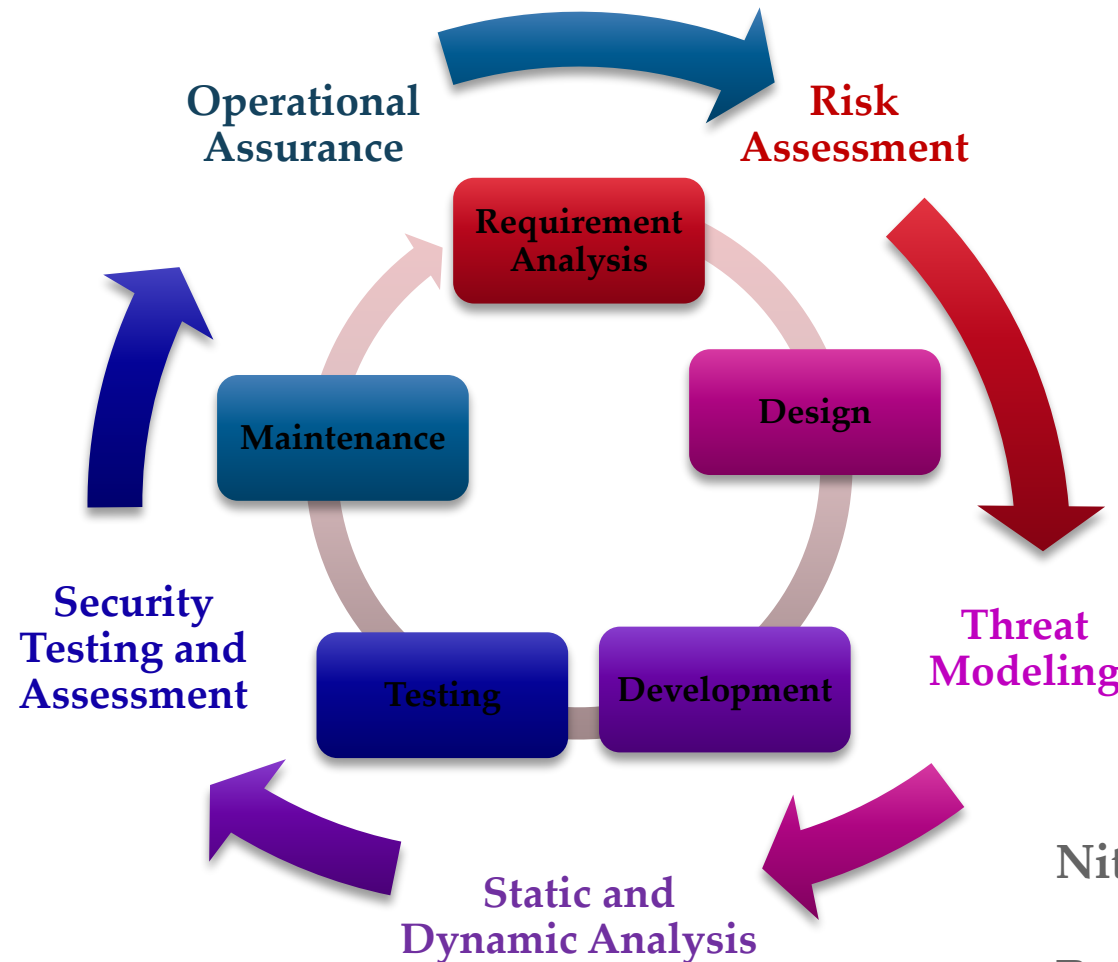 Operational
Assurance
Risk
Assessment
Requirement
Analysis
Design
Maintenance
Security
Testing and
Assessment
Threat
Modeling
Testing
Development
Static and
Dynamic Analysis